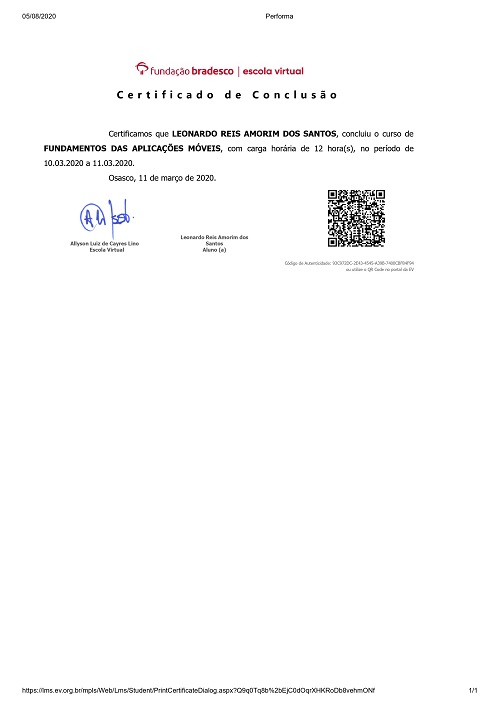 05/08/2020 Performa
fundação bradesco | escola virtual
Certificado de Conclusão
Certificamos que LEONARDO REIS AMORIM DOS SANTOS, concluiu o curso de
FUNDAMENTOS DAS APLICAÇÕES MÓVEIS, com carga horária de 12 hora(s), no período de
10.03.2020 a 11.03.2020.
Osasco, 11 de março de 2020.
Allyson Luiz de Cayres Lino
Escola Virtual
Leonardo Reis Amorim dos
Santos
Aluno (a)
Código de Autenticidade:
ou utilize o QR Code no portal da EV
https://lms.ev.org.br/mpls/Web/Lms/Student/PrintCertificateDialog.aspx?Q9q0Tq8b%2bEjC0dOqrXHKRoDb8vehmONf 1/1